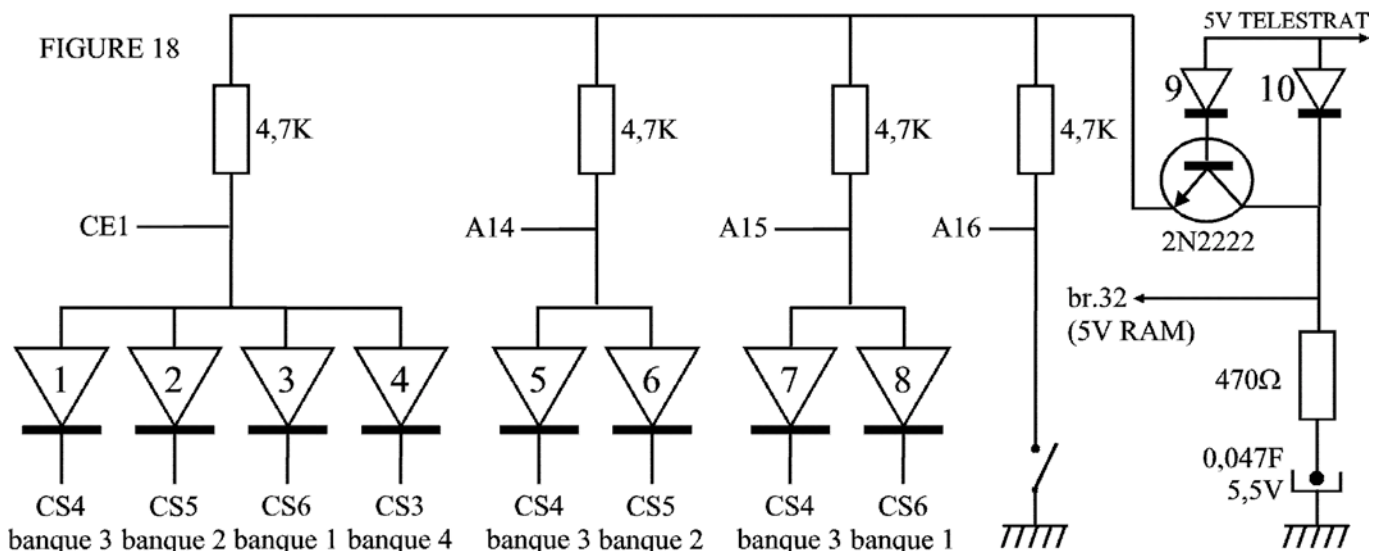 FIGURE 18
5V TELESTRAT
9
10
4,7K
4,7K
4,7K
4,7K
CE1
A14
A15
A16
2N2222
br.32
(5V RAM)
1
2
3
4
5
6
7
8
470Ω
0,047F
5,5V
CS4
banque 3
CS5
banque 2
CS6
banque 1
CS3
banque 4
CS4
banque 3
CS5
banque 2
CS4
banque 3
CS6
banque 1